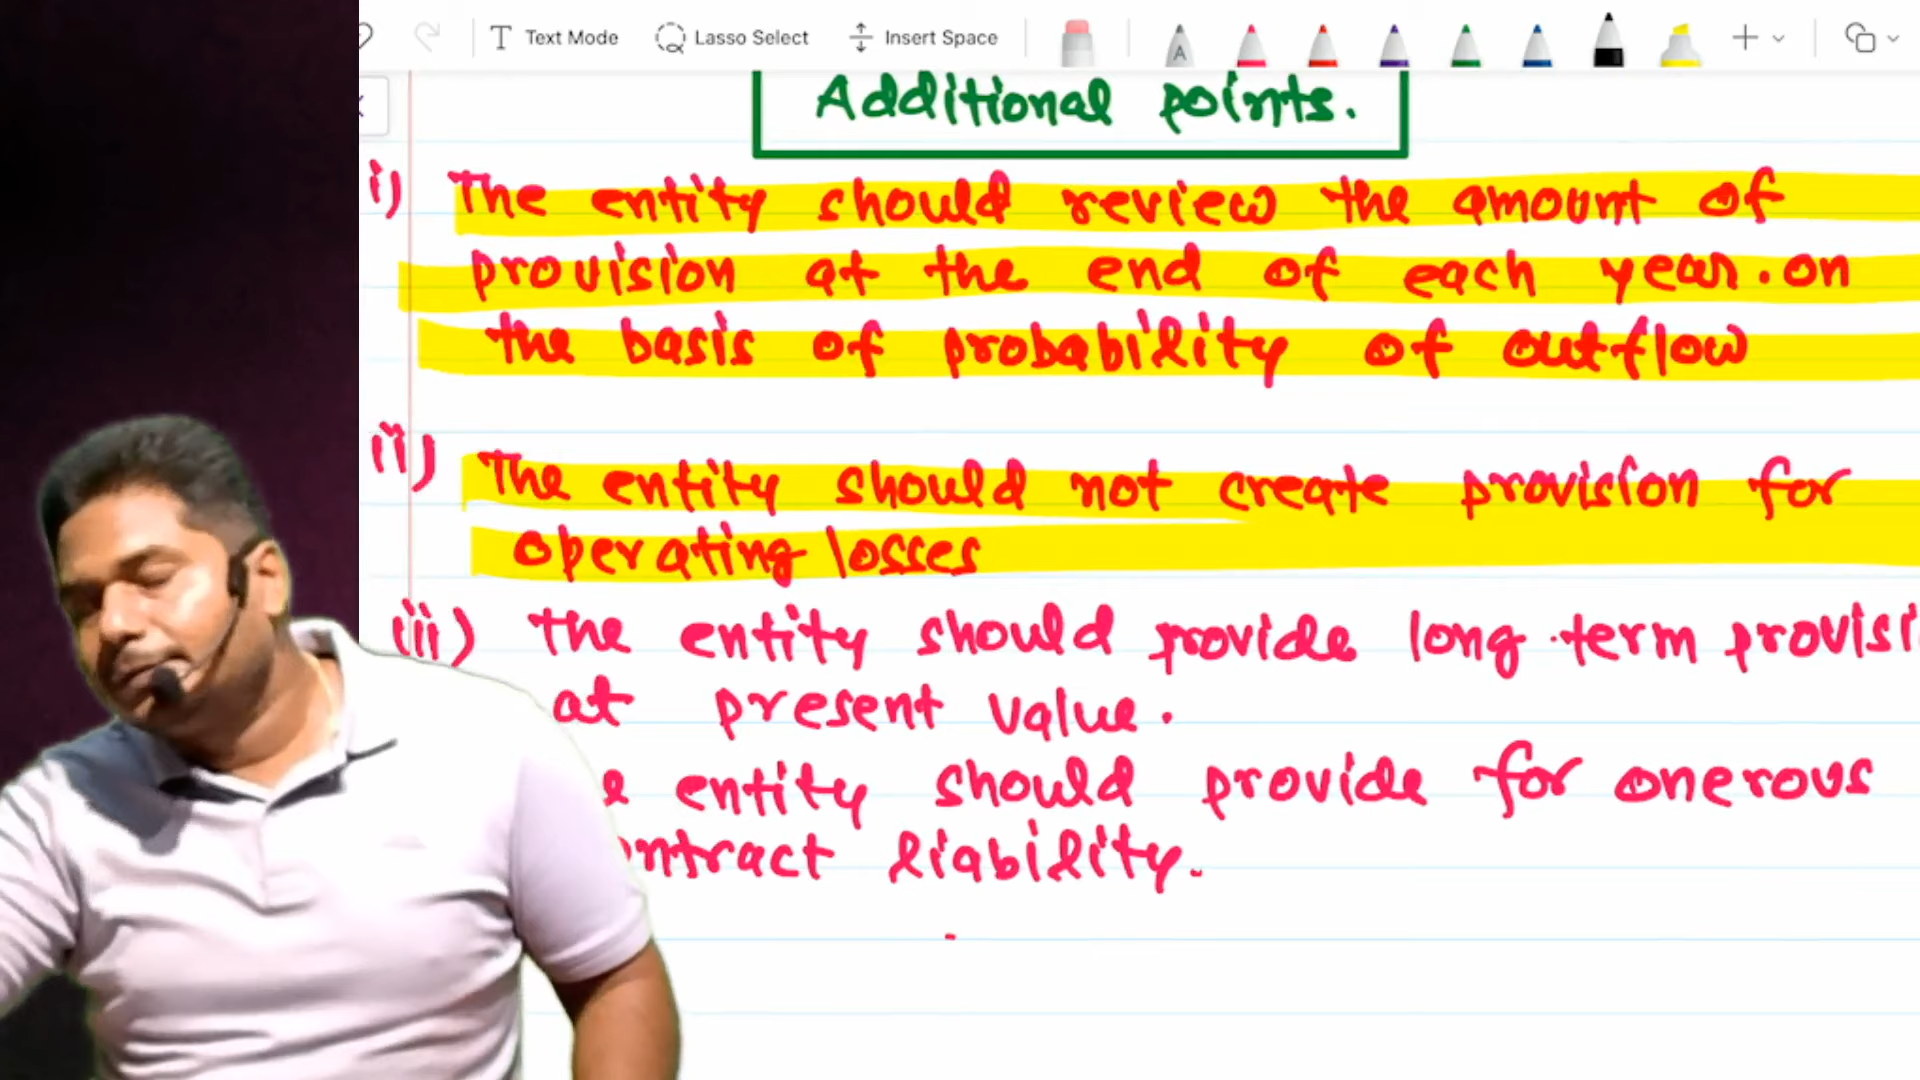 Text Mode Lasso Select Insert Space
A
Additional points.
i) The entity should review the amount of
provision at the end of each year. on
the basis of probability of outflow
ii) The entity should not create provision for
operating losses
(iii) the entity should provide long-term provisi
at present value.
entity should provide for onerous
ntract liability.